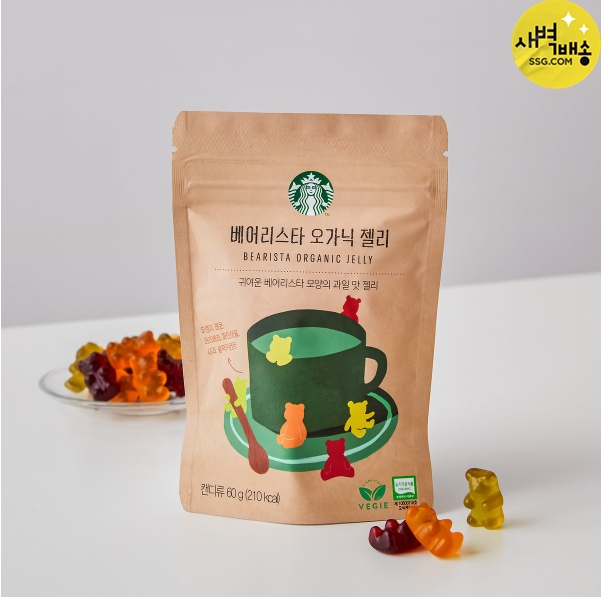 새벽배송
SSG.COM
베어리스타 오가닉 젤리
BEARISTA ORGANIC JELLY
귀여운 베어리스타 모양의 과일 맛 젤리
캔디류 60 g (210 kcal)
VEGIE